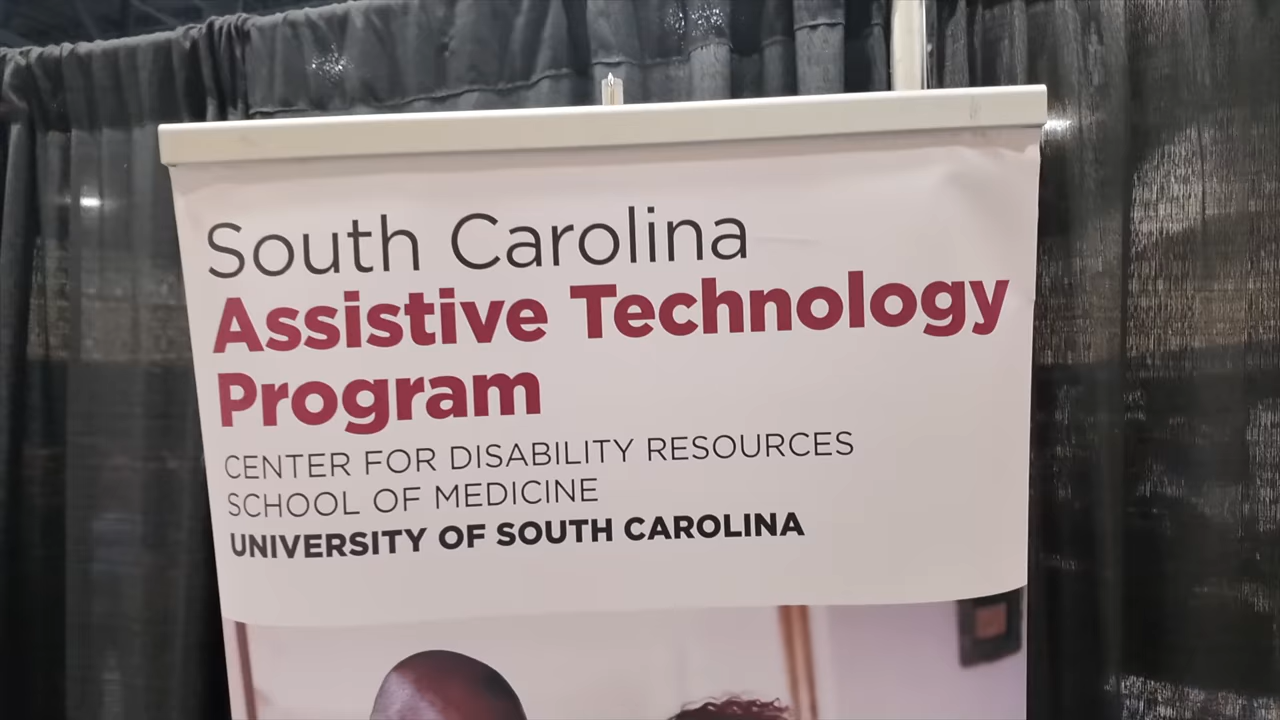 South Carolina
Assistive Technology
Program
CENTER FOR DISABILITY RESOURCES
SCHOOL OF MEDICINE
UNIVERSITY OF SOUTH CAROLINA